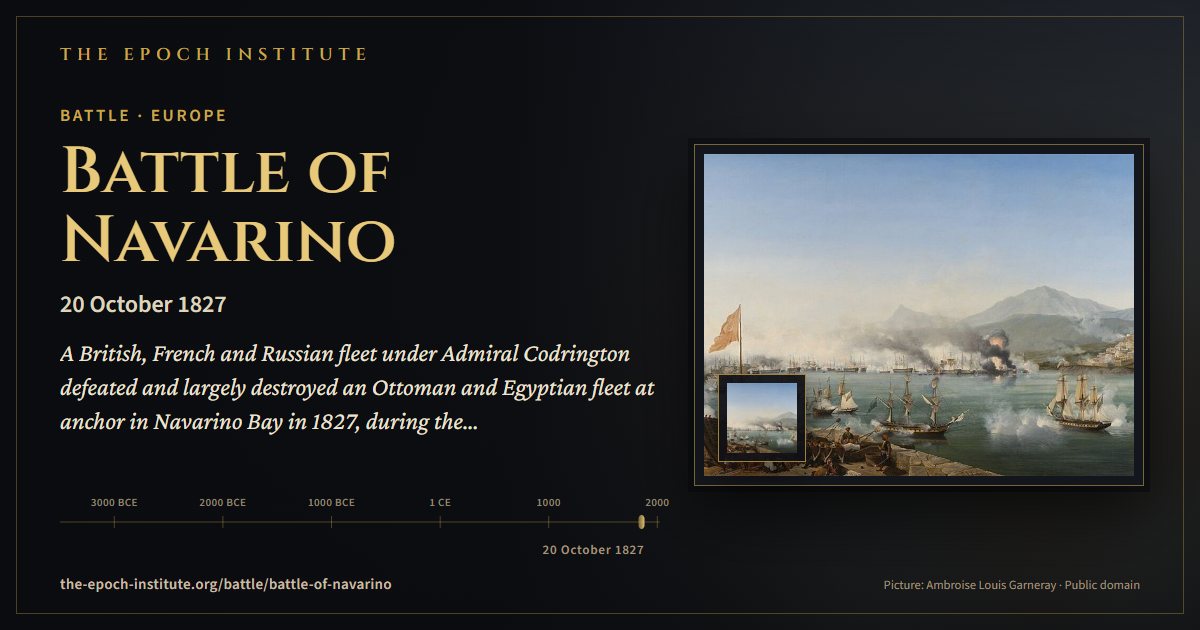 THE EPOCH INSTITUTE
BATTLE · EUROPE
BATTLE OF
NAVARINO
20 October 1827
A British, French and Russian fleet under Admiral Codrington
defeated and largely destroyed an Ottoman and Egyptian fleet at
anchor in Navarino Bay in 1827, during the...
3000 BCE 2000 BCE 1000 BCE 1 CE 1000 2000
20 October 1827
the-epoch-institute.org/battle/battle-of-navarino
Picture: Ambroise Louis Garneray · Public domain